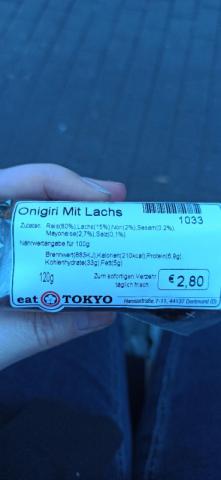 Onigiri Mit Lachs
1033
Zutaten: Reis(80%),Lachs(15%),Nori(2%),Sesam(0,2%),
Mayonaise(2,7%),Salz(0,1%)
Nährwertangabe für 100g:
Brennwert(885KJ),Kalorien(210kcal),Protein(6,9g)
Kohlenhydrate(33g),Fett(5g)
120g
Zum sofortigen Verzehr
täglich frisch
€ 2,80
eat TOKYO
Hansastraße, 7-11, 44137 Dortmund (D)